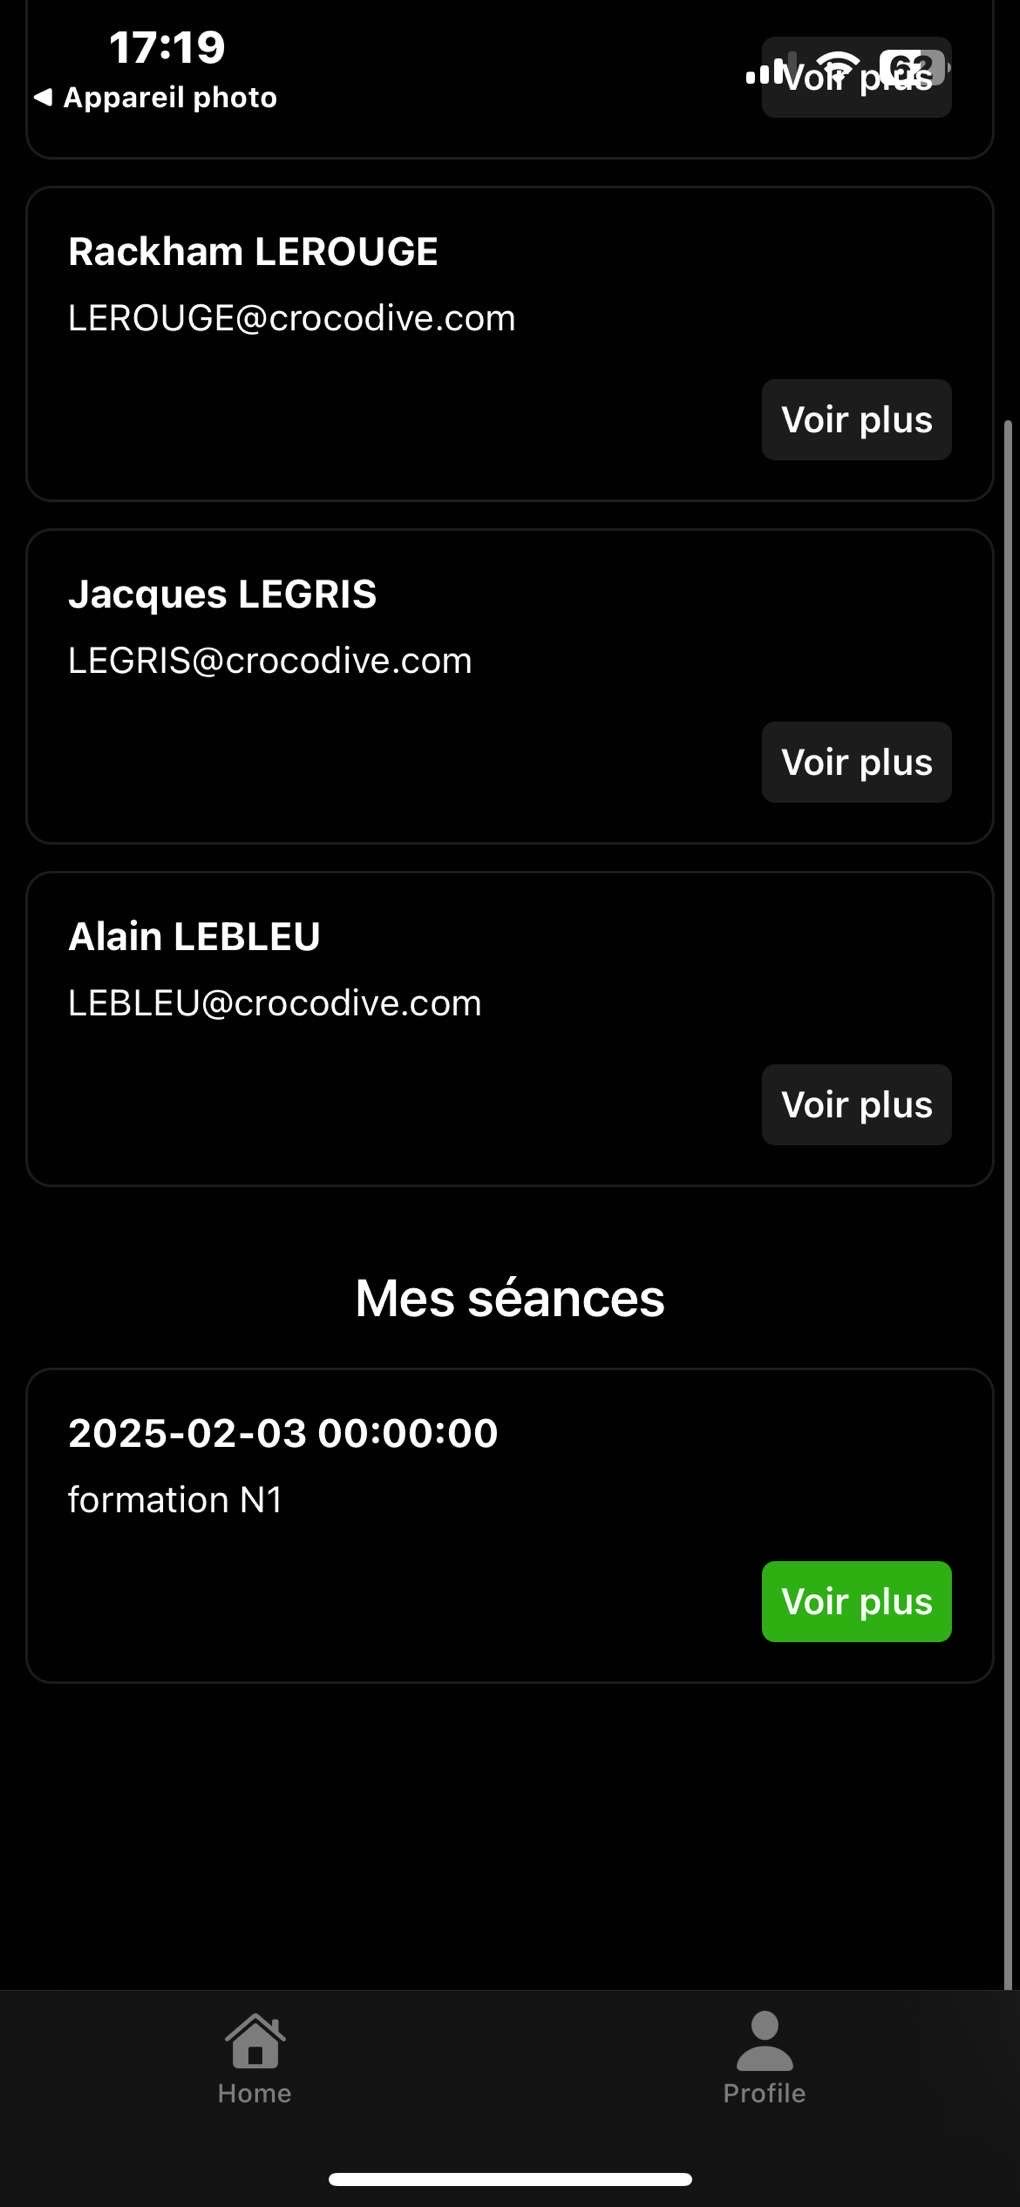 17:19
◀ Appareil photo
Voir plus
62
Rackham LEROUGE
LEROUGE@crocodive.com
Voir plus
Jacques LEGRIS
LEGRIS@crocodive.com
Voir plus
Alain LEBLEU
LEBLEU@crocodive.com
Voir plus
Mes séances
2025-02-03 00:00:00
formation N1
Voir plus
Home
Profile